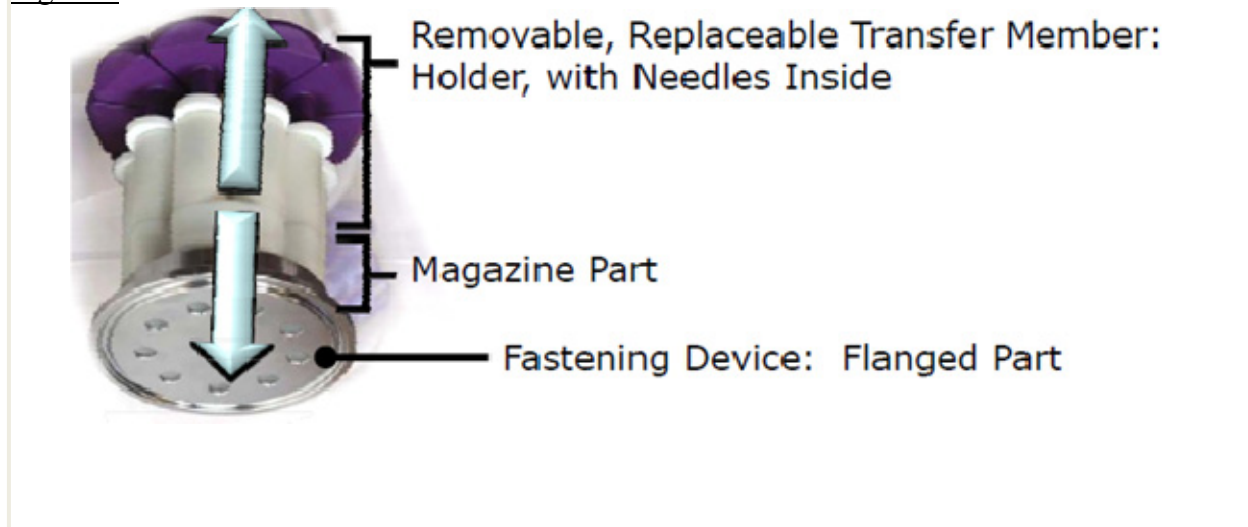 Removable, Replaceable Transfer Member:
Holder, with Needles Inside
Magazine Part
Fastening Device:  Flanged Part